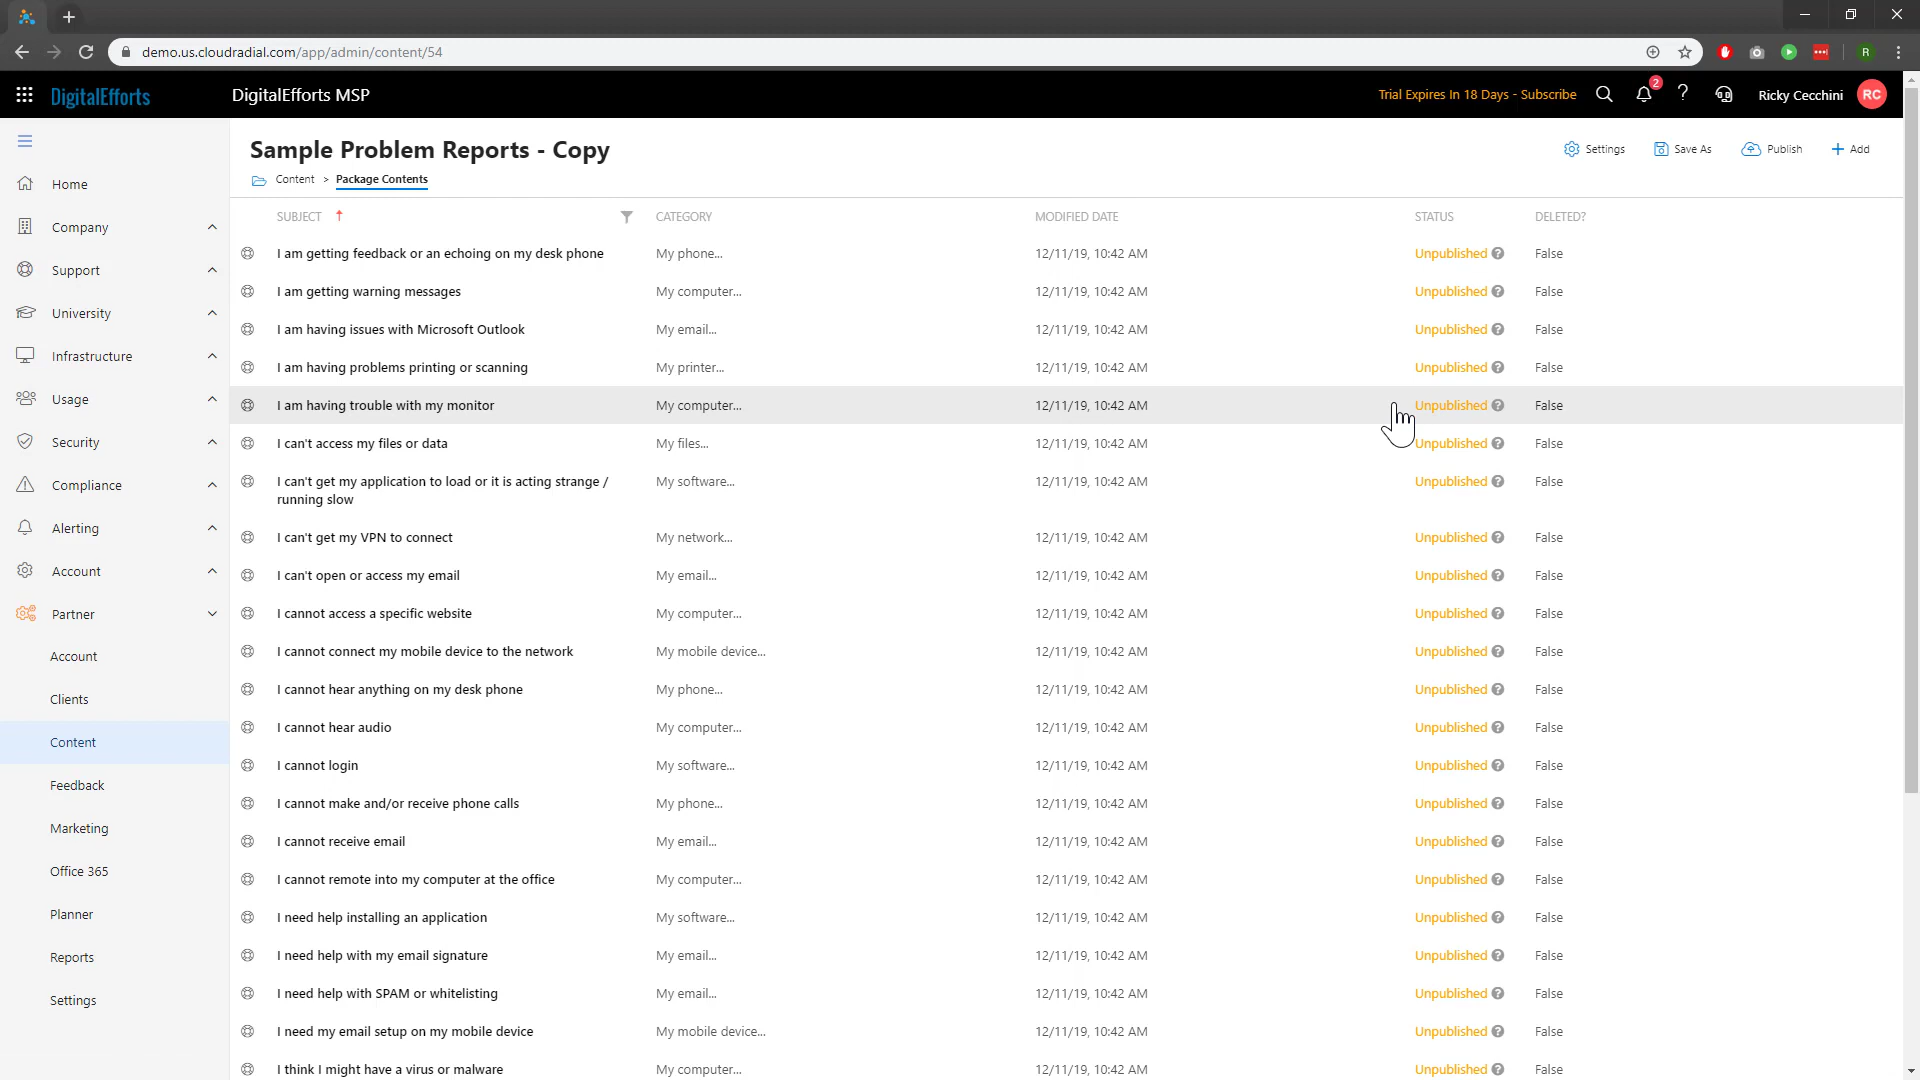 demo.us.cloudradial.com/app/admin/content/54
R
DigitalEfforts
DigitalEfforts MSP
Trial Expires In 18 Days - Subscribe
2
?
Ricky Cecchini
RC
Sample Problem Reports - Copy
Settings
Save As
Publish
Add
Content > Package Contents
Home
Company
Support
University
Infrastructure
Usage
Security
Compliance
Alerting
Account
Partner
Account
Clients
Content
Feedback
Marketing
Office 365
Planner
Reports
Settings
SUBJECT CATEGORY MODIFIED DATE STATUS DELETED?
I am getting feedback or an echoing on my desk phone My phone... 12/11/19, 10:42 AM Unpublished ? False
I am getting warning messages My computer... 12/11/19, 10:42 AM Unpublished ? False
I am having issues with Microsoft Outlook My email... 12/11/19, 10:42 AM Unpublished ? False
I am having problems printing or scanning My printer... 12/11/19, 10:42 AM Unpublished ? False
I am having trouble with my monitor My computer... 12/11/19, 10:42 AM Unpublished ? False
I can't access my files or data My files... 12/11/19, 10:42 AM Unpublished ? False
I can't get my application to load or it is acting strange / My software... 12/11/19, 10:42 AM Unpublished ? False
running slow
I can't get my VPN to connect My network... 12/11/19, 10:42 AM Unpublished ? False
I can't open or access my email My email... 12/11/19, 10:42 AM Unpublished ? False
I cannot access a specific website My computer... 12/11/19, 10:42 AM Unpublished ? False
I cannot connect my mobile device to the network My mobile device... 12/11/19, 10:42 AM Unpublished ? False
I cannot hear anything on my desk phone My phone... 12/11/19, 10:42 AM Unpublished ? False
I cannot hear audio My computer... 12/11/19, 10:42 AM Unpublished ? False
I cannot login My software... 12/11/19, 10:42 AM Unpublished ? False
I cannot make and/or receive phone calls My phone... 12/11/19, 10:42 AM Unpublished ? False
I cannot receive email My email... 12/11/19, 10:42 AM Unpublished ? False
I cannot remote into my computer at the office My computer... 12/11/19, 10:42 AM Unpublished ? False
I need help installing an application My software... 12/11/19, 10:42 AM Unpublished ? False
I need help with my email signature My email... 12/11/19, 10:42 AM Unpublished ? False
I need help with SPAM or whitelisting My email... 12/11/19, 10:42 AM Unpublished ? False
I need my email setup on my mobile device My mobile device... 12/11/19, 10:42 AM Unpublished ? False
I think I might have a virus or malware My computer... 12/11/19, 10:42 AM Unpublished ? False